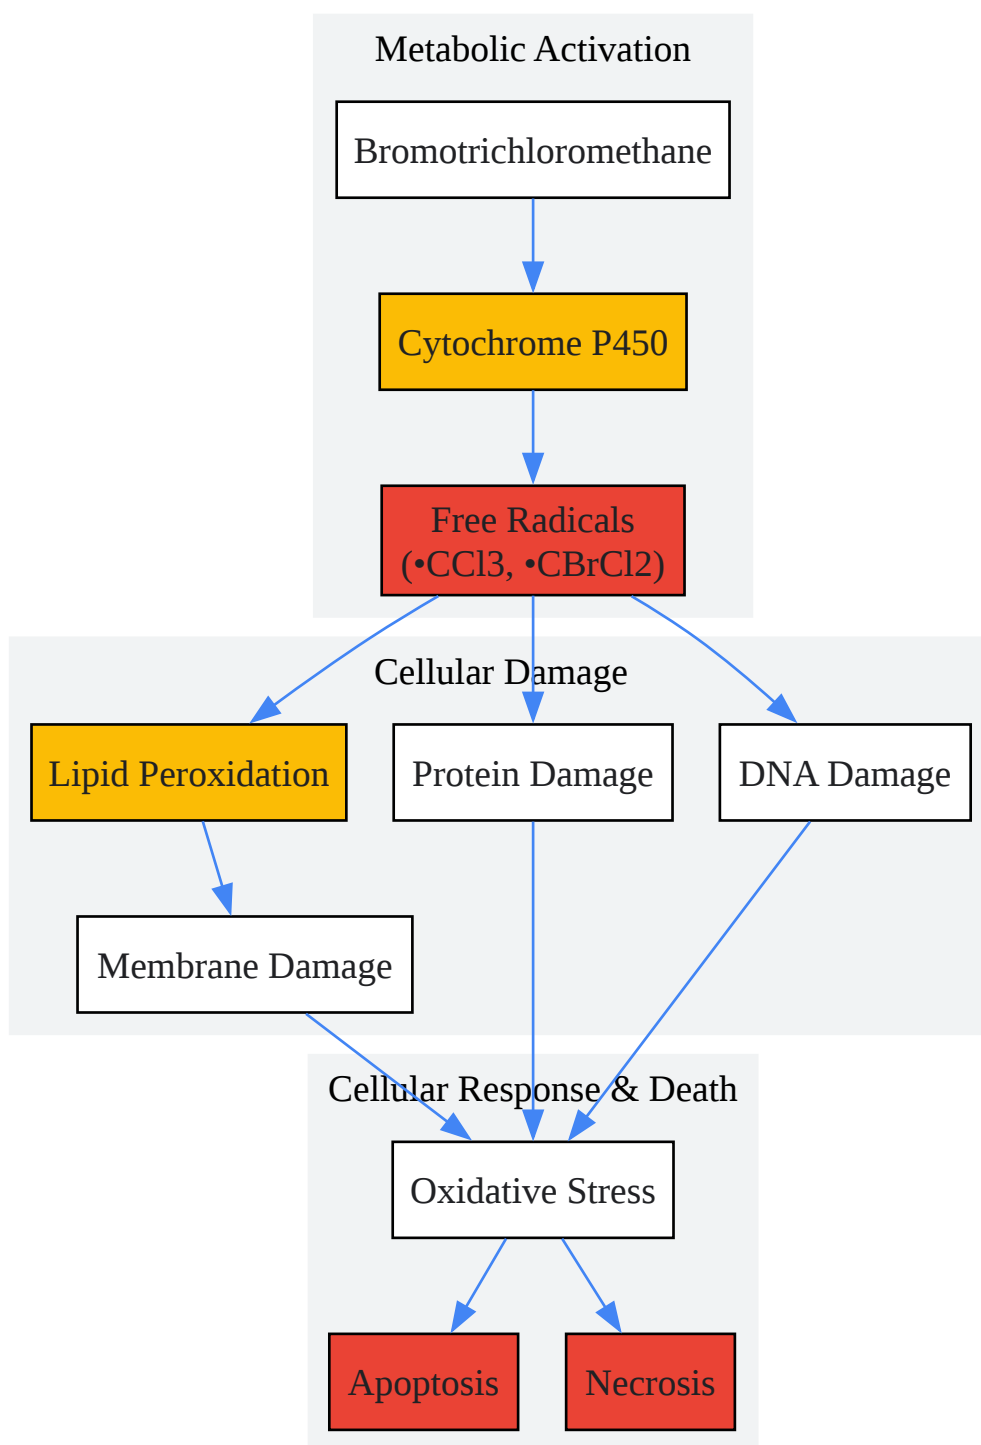 Metabolic Activation
Bromotrichloromethane
Cytochrome P450
Free Radicals
(•CCl3, •CBrCl2)
Cellular Damage
Lipid Peroxidation
Protein Damage
DNA Damage
Membrane Damage
Cellular Response & Death
Oxidative Stress
Apoptosis
Necrosis